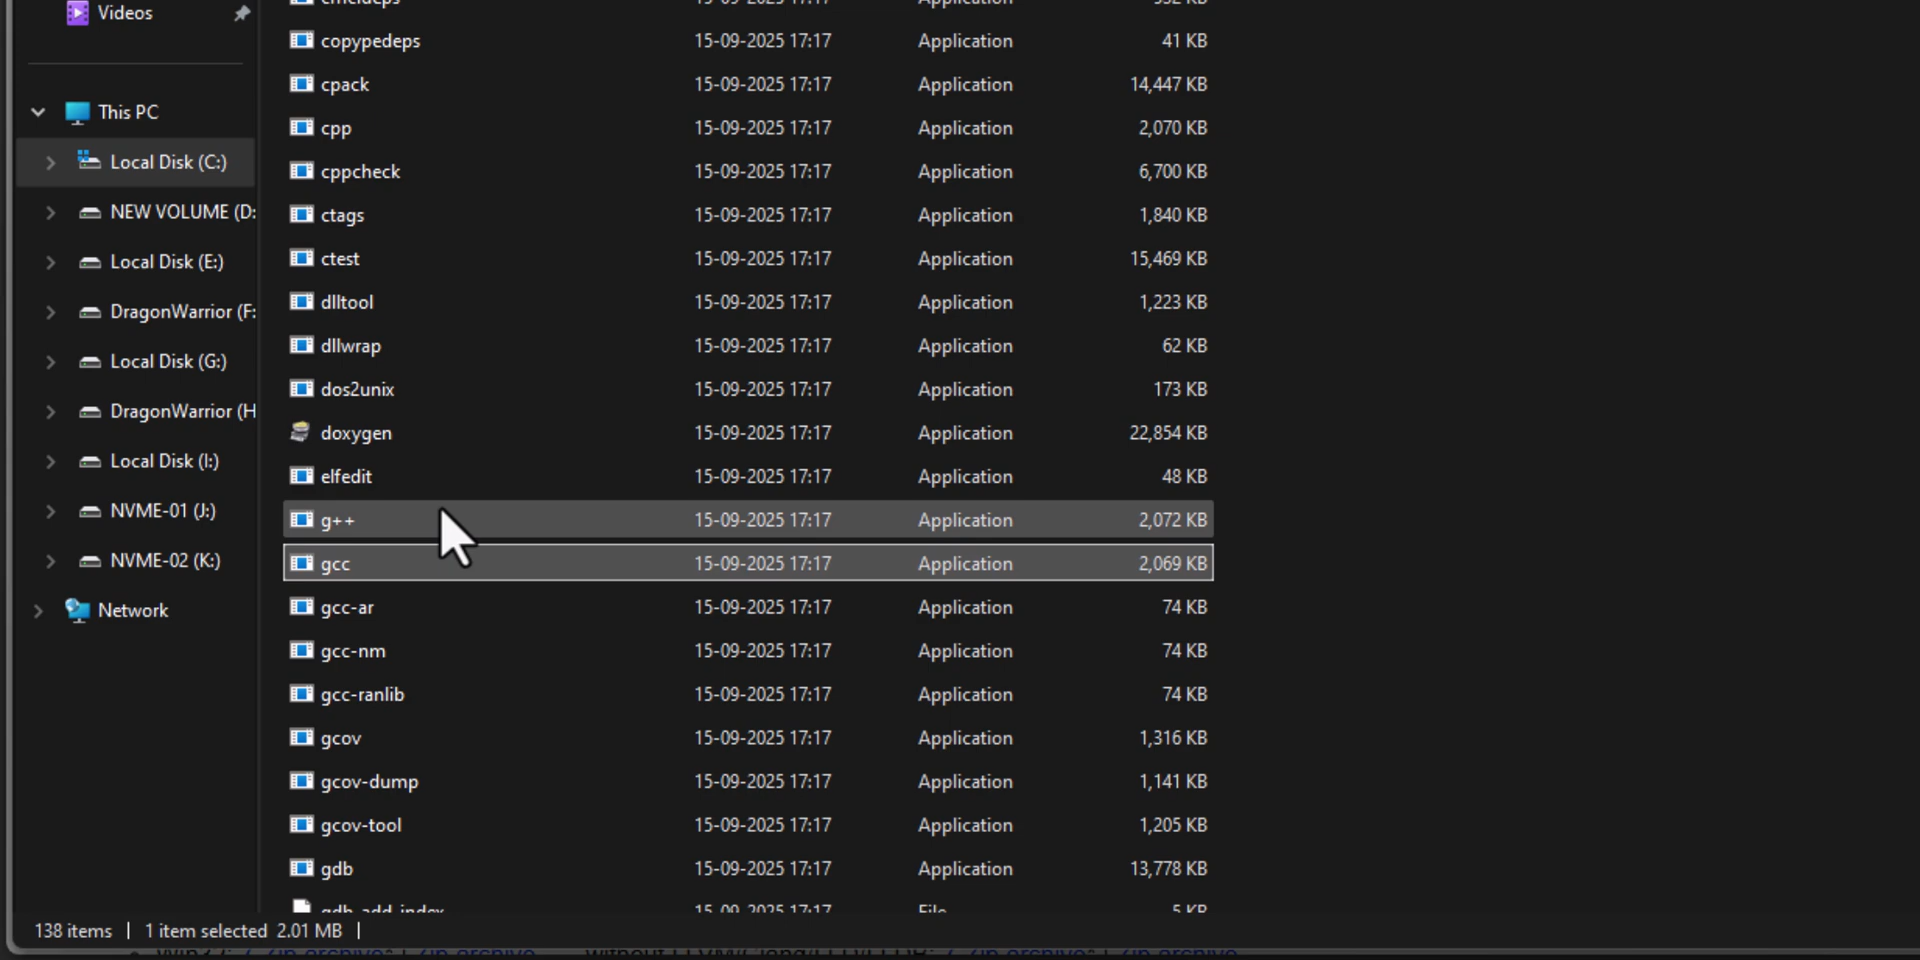 Videos
This PC
Local Disk (C:)
NEW VOLUME (D:
Local Disk (E:)
DragonWarrior (F:
Local Disk (G:)
DragonWarrior (H
Local Disk (I:)
NVME-01 (J:)
NVME-02 (K:)
Network
copypedeps 15-09-2025 17:17 Application 41 KB
cpack 15-09-2025 17:17 Application 14,447 KB
cpp 15-09-2025 17:17 Application 2,070 KB
cppcheck 15-09-2025 17:17 Application 6,700 KB
ctags 15-09-2025 17:17 Application 1,840 KB
ctest 15-09-2025 17:17 Application 15,469 KB
dlltool 15-09-2025 17:17 Application 1,223 KB
dllwrap 15-09-2025 17:17 Application 62 KB
dos2unix 15-09-2025 17:17 Application 173 KB
doxygen 15-09-2025 17:17 Application 22,854 KB
elfedit 15-09-2025 17:17 Application 48 KB
g++ 15-09-2025 17:17 Application 2,072 KB
gcc 15-09-2025 17:17 Application 2,069 KB
gcc-ar 15-09-2025 17:17 Application 74 KB
gcc-nm 15-09-2025 17:17 Application 74 KB
gcc-ranlib 15-09-2025 17:17 Application 74 KB
gcov 15-09-2025 17:17 Application 1,316 KB
gcov-dump 15-09-2025 17:17 Application 1,141 KB
gcov-tool 15-09-2025 17:17 Application 1,205 KB
gdb 15-09-2025 17:17 Application 13,778 KB
gdb_add_index 15-09-2025 17:17 File 5 KB
138 items | 1 item selected 2.01 MB |